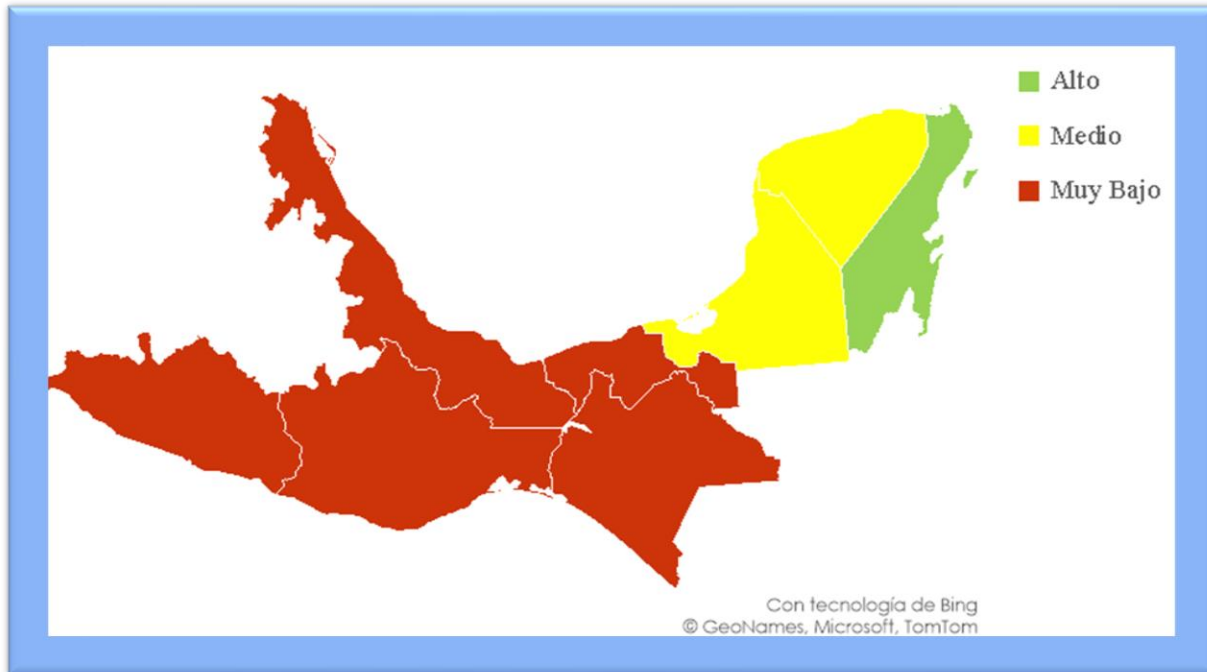 Alto
Medio
Muy Bajo
Con tecnología de Bing
© GeoNames, Microsoft, TomTom